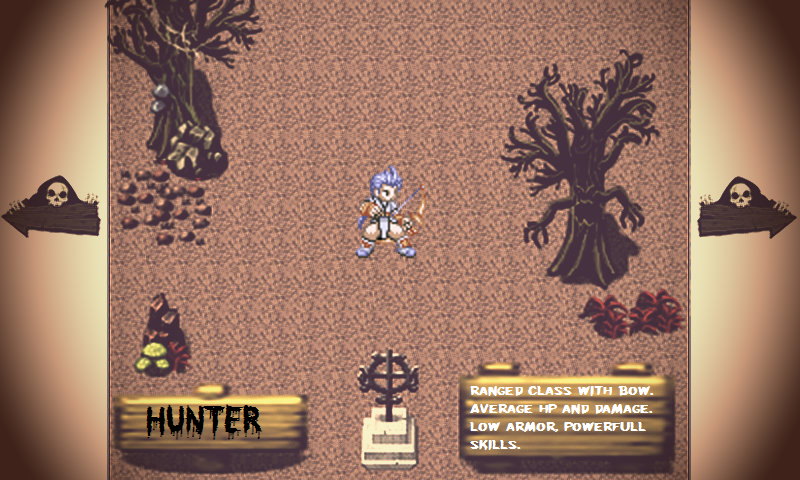 HUNTER
RANGED CLASS WITH BOW.
AVERAGE HP AND DAMAGE.
LOW ARMOR, POWERFULL
SKILLS.